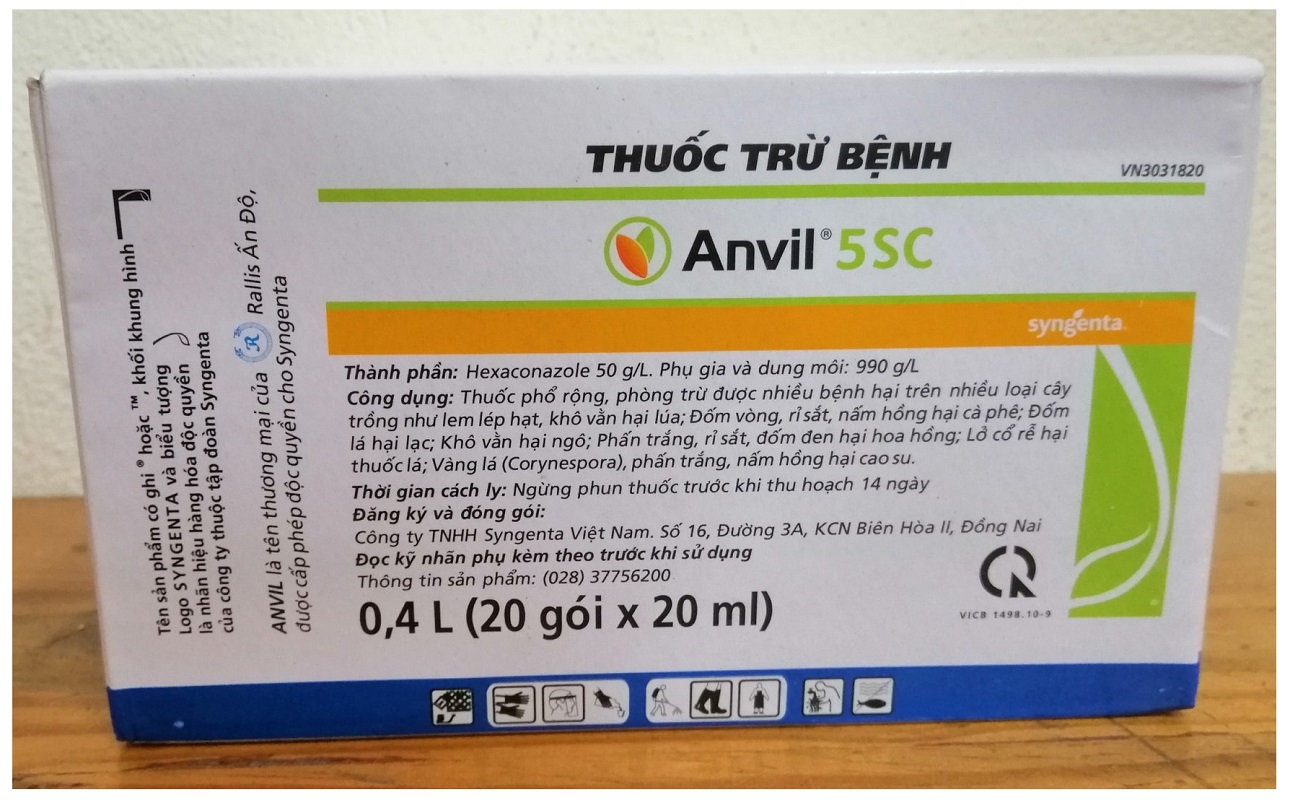 THUỐC TRỪ BỆNH
VN3031820
Anvil® 5SC
syngenta
Thành phần: Hexaconazole 50 g/L. Phụ gia và dung môi: 990 g/L
Công dụng: Thuốc phổ rộng, phòng trừ được nhiều bệnh hại trên nhiều loại cây
trồng như lem lép hạt, khô vằn hại lúa; Đốm vòng, rỉ sắt, nấm hồng hại cà phê; Đốm
lá hại lạc; Khô vằn hại ngô; Phấn trắng, rỉ sắt, đốm đen hại hoa hồng; Lở cổ rễ hại
thuốc lá; Vàng lá (Corynespora), phấn trắng, nấm hồng hại cao su.
Thời gian cách ly: Ngừng phun thuốc trước khi thu hoạch 14 ngày
Đăng ký và đóng gói:
Công ty TNHH Syngenta Việt Nam. Số 16, Đường 3A, KCN Biên Hòa II, Đồng Nai
Đọc kỹ nhãn phụ kèm theo trước khi sử dụng
Thông tin sản phẩm: (028) 37756200
0,4 L (20 gói x 20 ml)
VICB 1498.10-9
Tên sản phẩm có ghi ® hoặc ™, khối khung hình
Logo SYNGENTA và biểu tượng
là nhãn hiệu hàng hóa độc quyền
của công ty thuộc tập đoàn Syngenta
ANVIL là tên thương mại của R Rallis Ấn Độ,
được cấp phép độc quyền cho Syngenta